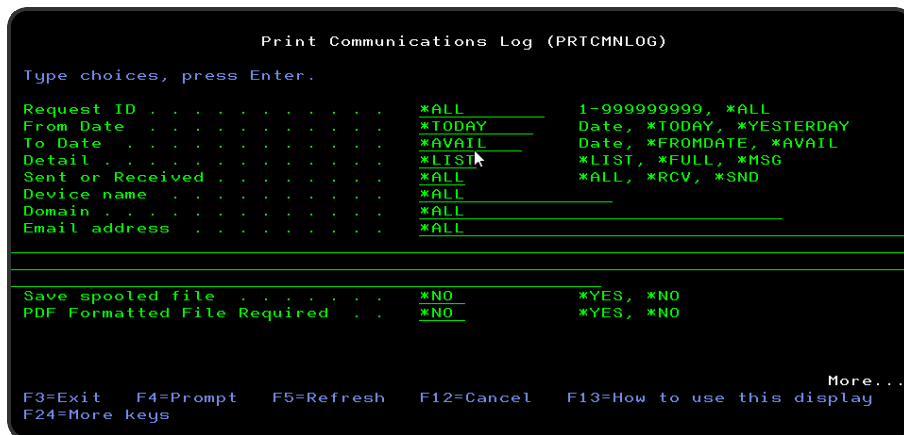 Print Communications Log (PRTCMNLOG)
Type choices, press Enter.
Request ID . . . . . . . . . . . *ALL 1-999999999, *ALL
From Date . . . . . . . . . . . *TODAY Date, *TODAY, *YESTERDAY
To Date . . . . . . . . . . . . *AVAIL Date, *FROMDATE, *AVAIL
Detail . . . . . . . . . . . . . *LIST *LIST, *FULL, *MSG
Sent or Received . . . . . . . . *ALL *ALL, *RCV, *SND
Device name . . . . . . . . . . *ALL
Domain . . . . . . . . . . . . . *ALL
Email address . . . . . . . . . *ALL
Save spooled file . . . . . . . *NO *YES, *NO
PDF Formatted File Required . . *NO *YES, *NO
More...
F3=Exit F4=Prompt F5=Refresh F12=Cancel F13=How to use this display
F24=More keys